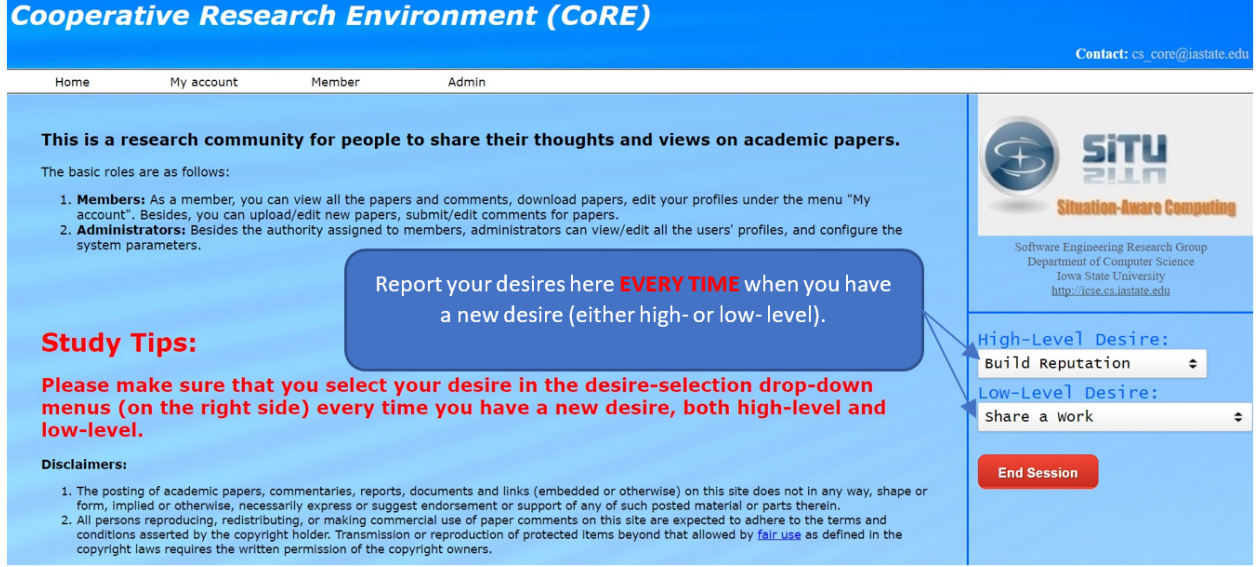 Cooperative Research Environment (CoRE)
Contact: cs_core@iastate.edu
Home My account Member Admin
This is a research community for people to share their thoughts and views on academic papers.
The basic roles are as follows:
1. Members: As a member, you can view all the papers and comments, download papers, edit your profiles under the menu "My
account". Besides, you can upload/edit new papers, submit/edit comments for papers.
2. Administrators: Besides the authority assigned to members, administrators can view/edit all the users' profiles, and configure the
system parameters.
Report your desires here EVERY TIME when you have
a new desire (either high- or low- level).
Study Tips:
Please make sure that you select your desire in the desire-selection drop-down
menus (on the right side) every time you have a new desire, both high-level and
low-level.
Disclaimers:
1. The posting of academic papers, commentaries, reports, documents and links (embedded or otherwise) on this site does not in any way, shape or
form, implied or otherwise, necessarily express or suggest endorsement or support of any of such posted material or parts therein.
2. All persons reproducing, redistributing, or making commercial use of paper comments on this site are expected to adhere to the terms and
conditions asserted by the copyright holder. Transmission or reproduction of protected items beyond that allowed by fair use as defined in the
copyright laws requires the written permission of the copyright owners.
SiTU
Situation-Aware Computing
Software Engineering Research Group
Department of Computer Science
Iowa State University
http://icse.cs.iastate.edu
High-Level Desire:
Build Reputation
Low-Level Desire:
Share a Work
End Session